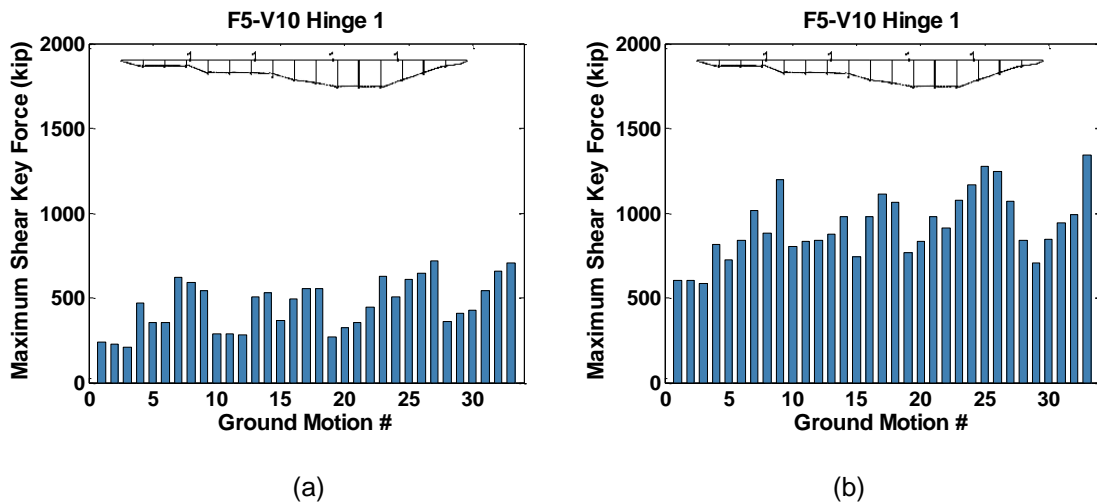 F5-V10 Hinge 1
Maximum Shear Key Force (kip)
2000
1500
1000
500
0
0 5 10 15 20 25 30
Ground Motion #
(a)
F5-V10 Hinge 1
Maximum Shear Key Force (kip)
2000
1500
1000
500
0
0 5 10 15 20 25 30
Ground Motion #
(b)